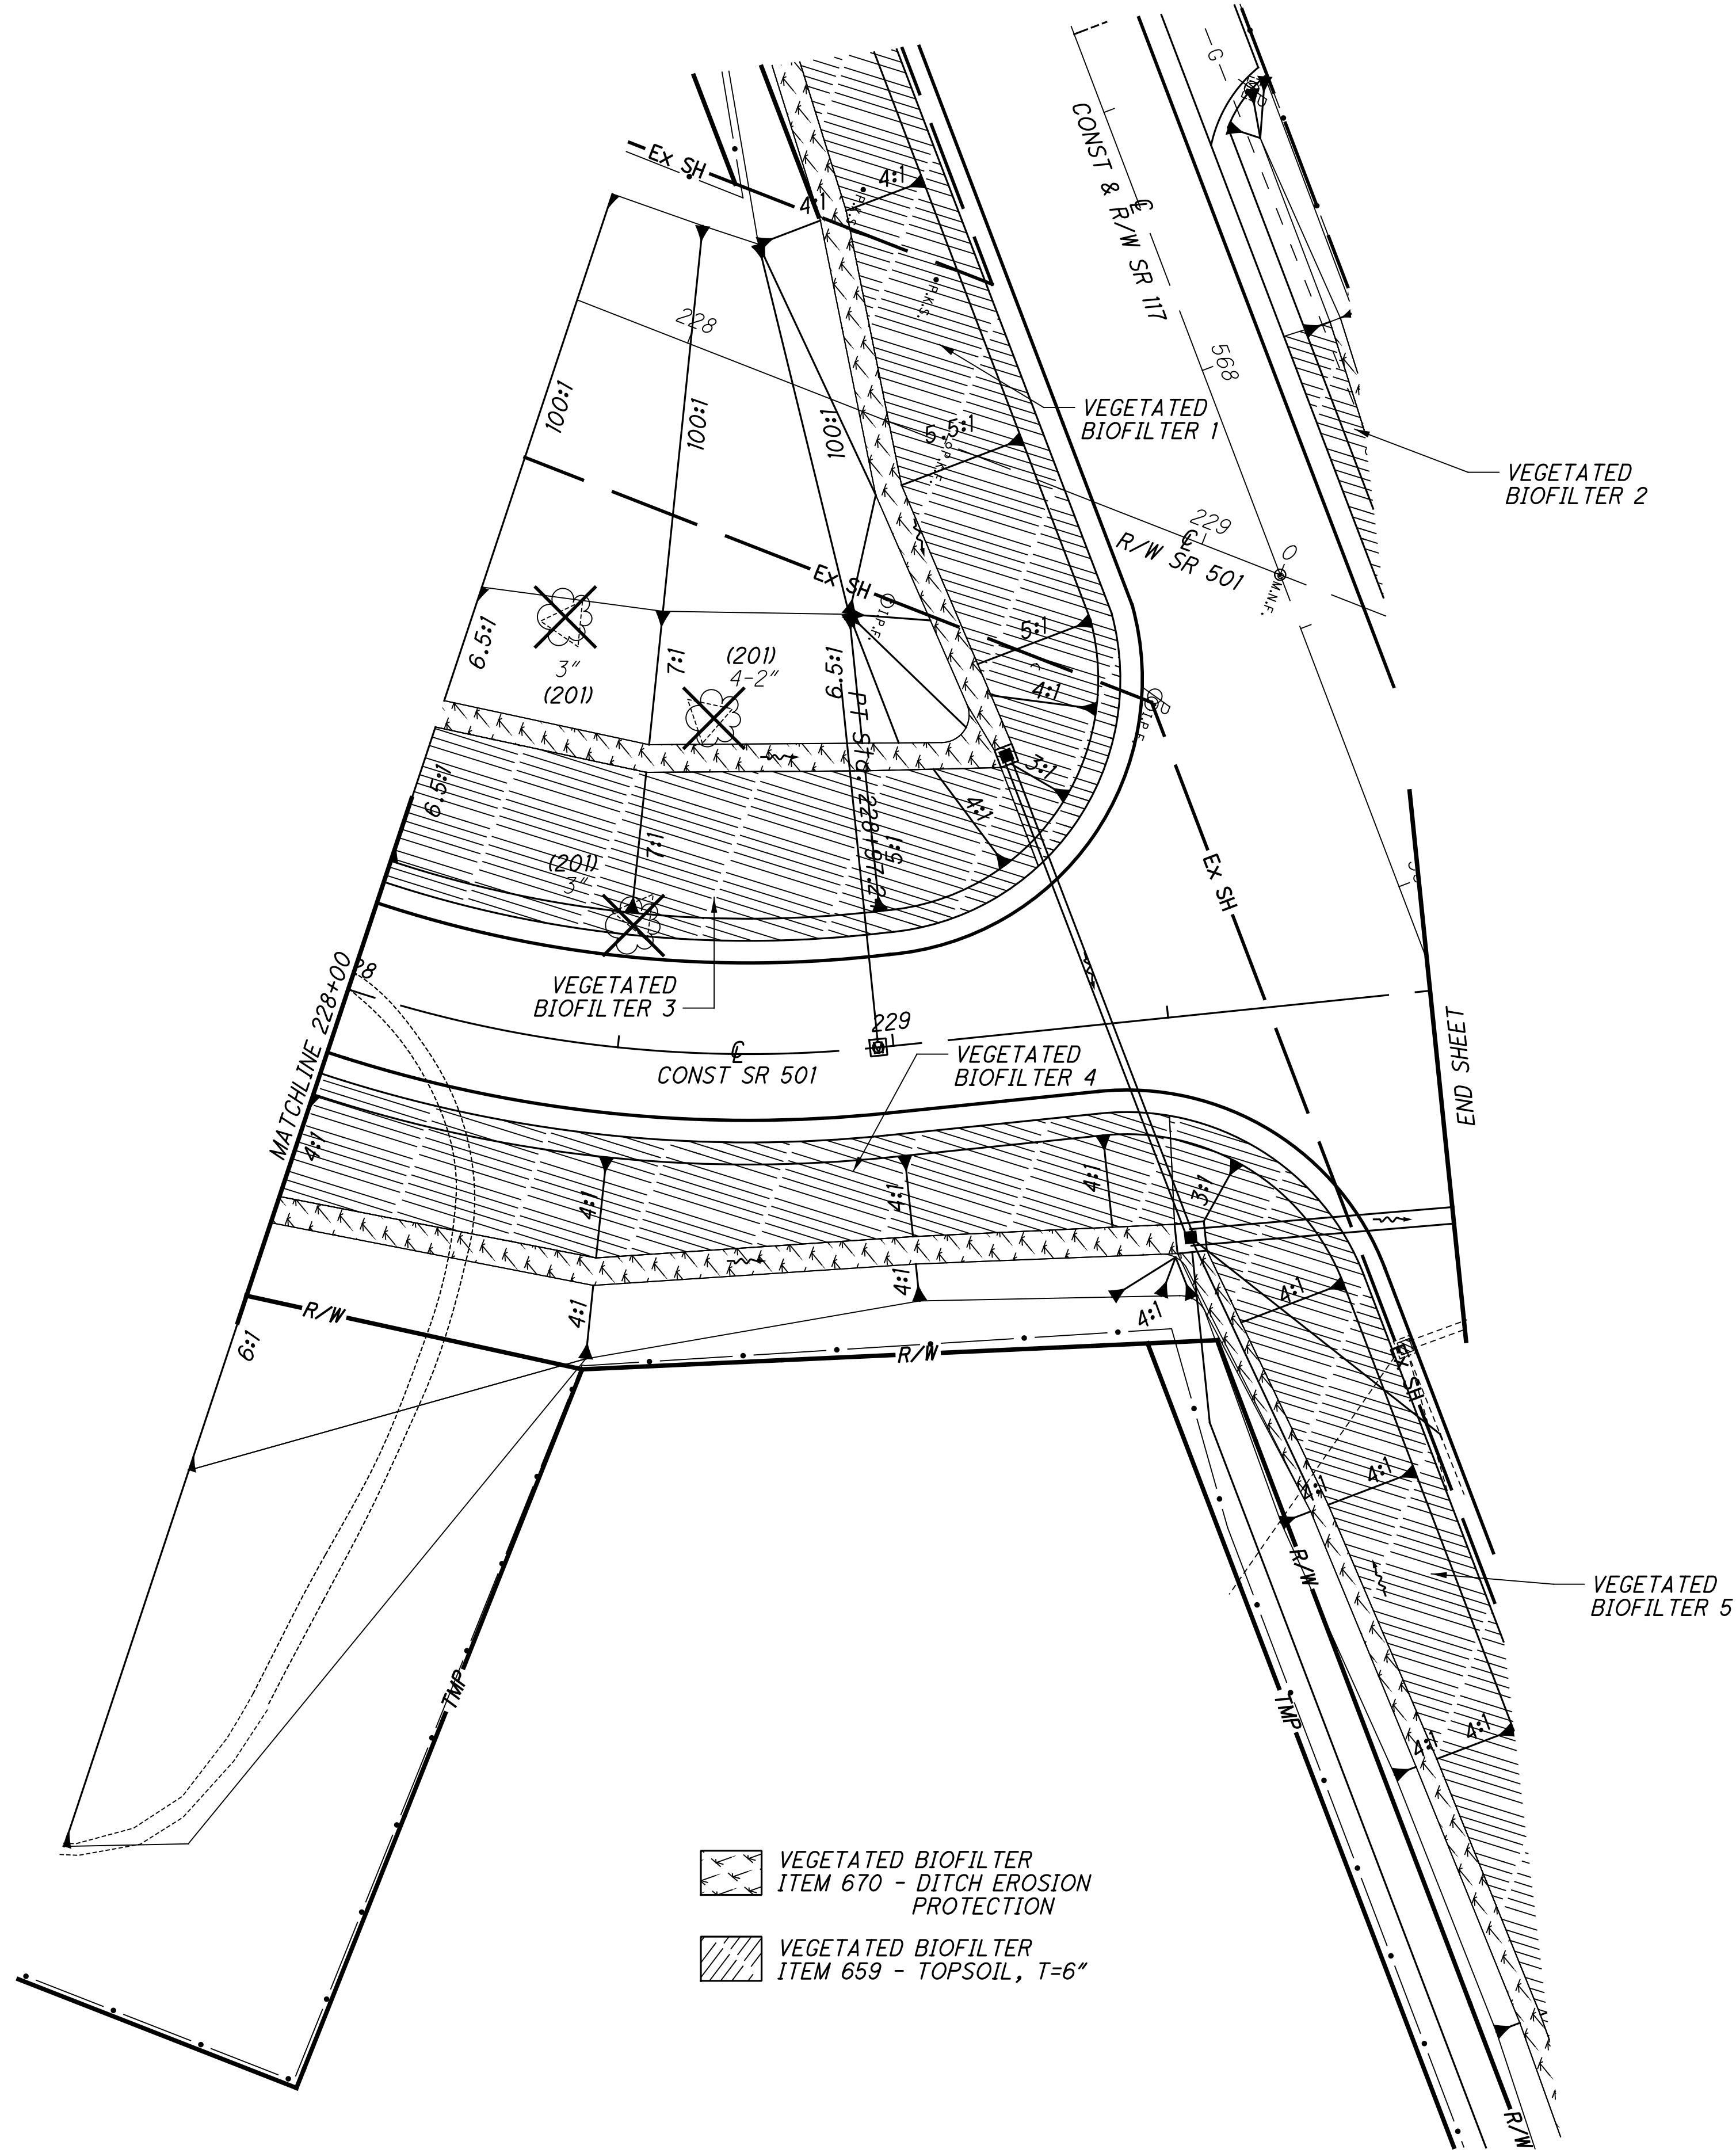 Ex SH
4:1
4:1
P.K.S.
-G-
CONST & R/W SR 117
℄
228
P.K.S.
568
100:1
100:1
100:1
5.5:1
VEGETATED
BIOFILTER 1
VEGETATED
BIOFILTER 2
229
℄
R/W SR 501
0
M.N.F.
Ex SH
I.P.F.
6.5:1
3"
(201)
7:1
(201)
4-2"
6.5:1
5:1
4:1
I.P.F.
PT Sta. 228+97.2
3:1
6.5:1
7:1
5:1
4:1
(201)
3"
Ex SH
VEGETATED
BIOFILTER 3
MATCHLINE 228+00
229
℄
CONST SR 501
VEGETATED
BIOFILTER 4
END SHEET
4:1
4:1
4:1
4:1
3:1
R/W
6:1
4:1
4:1
4:1
4:1
R/W
Ex SH
4:1
4:1
R/W
VEGETATED
BIOFILTER 5
TMP
TMP
4:1
4:1
VEGETATED BIOFILTER
ITEM 670 - DITCH EROSION
PROTECTION
VEGETATED BIOFILTER
ITEM 659 - TOPSOIL, T=6"
R/W